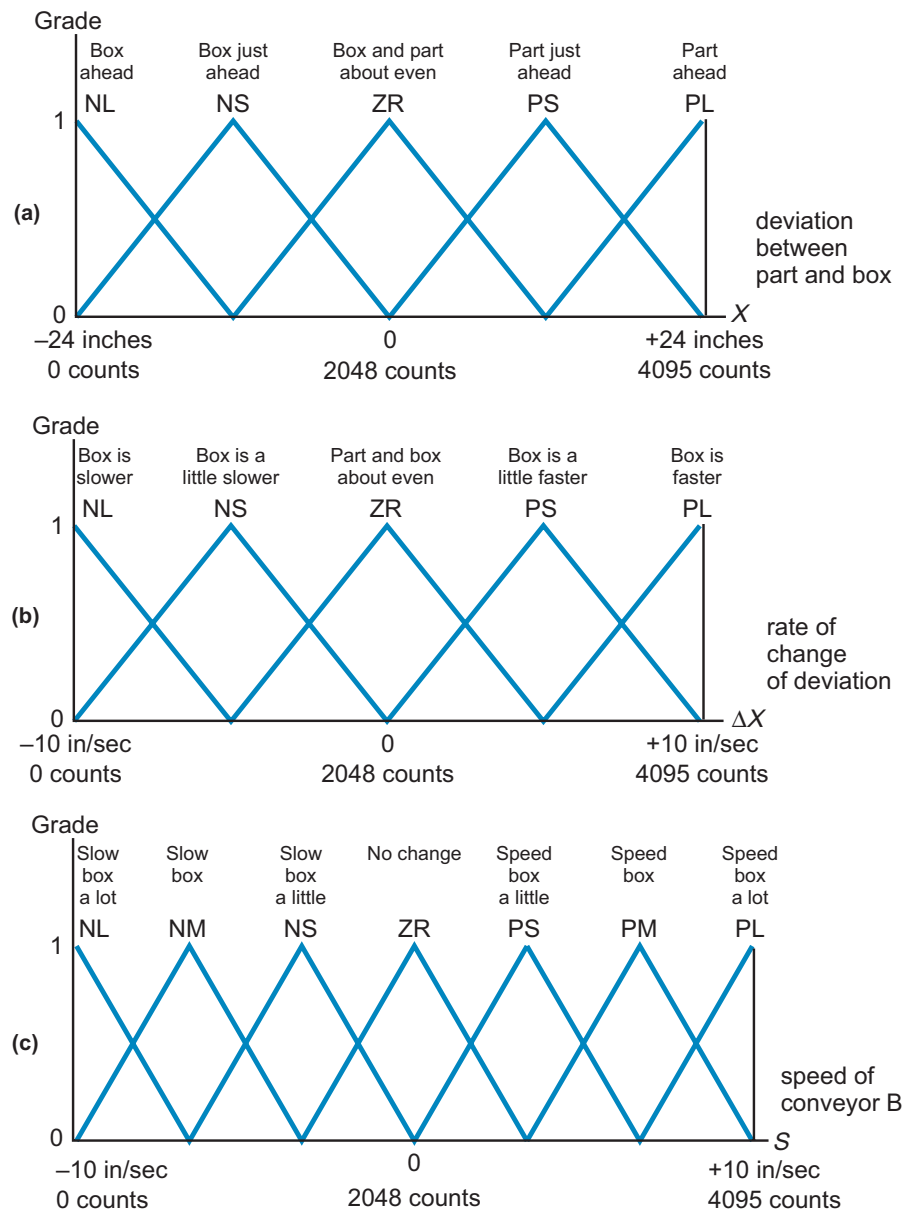 Grade
Box ahead
Box just ahead
Box and part about even
Part just ahead
Part ahead
NL NS ZR PS PL
1
(a)
deviation
between
part and box
0
X
–24 inches 0 +24 inches
0 counts 2048 counts 4095 counts
Grade
Box is slower
Box is a little slower
Part and box about even
Box is a little faster
Box is faster
NL NS ZR PS PL
1
(b)
rate of
change
of deviation
0
ΔX
–10 in/sec 0 +10 in/sec
0 counts 2048 counts 4095 counts
Grade
Slow box a lot
Slow box
Slow box a little
No change
Speed box a little
Speed box
Speed box a lot
NL NM NS ZR PS PM PL
1
(c)
speed of
conveyor B
0
S
–10 in/sec 0 +10 in/sec
0 counts 2048 counts 4095 counts